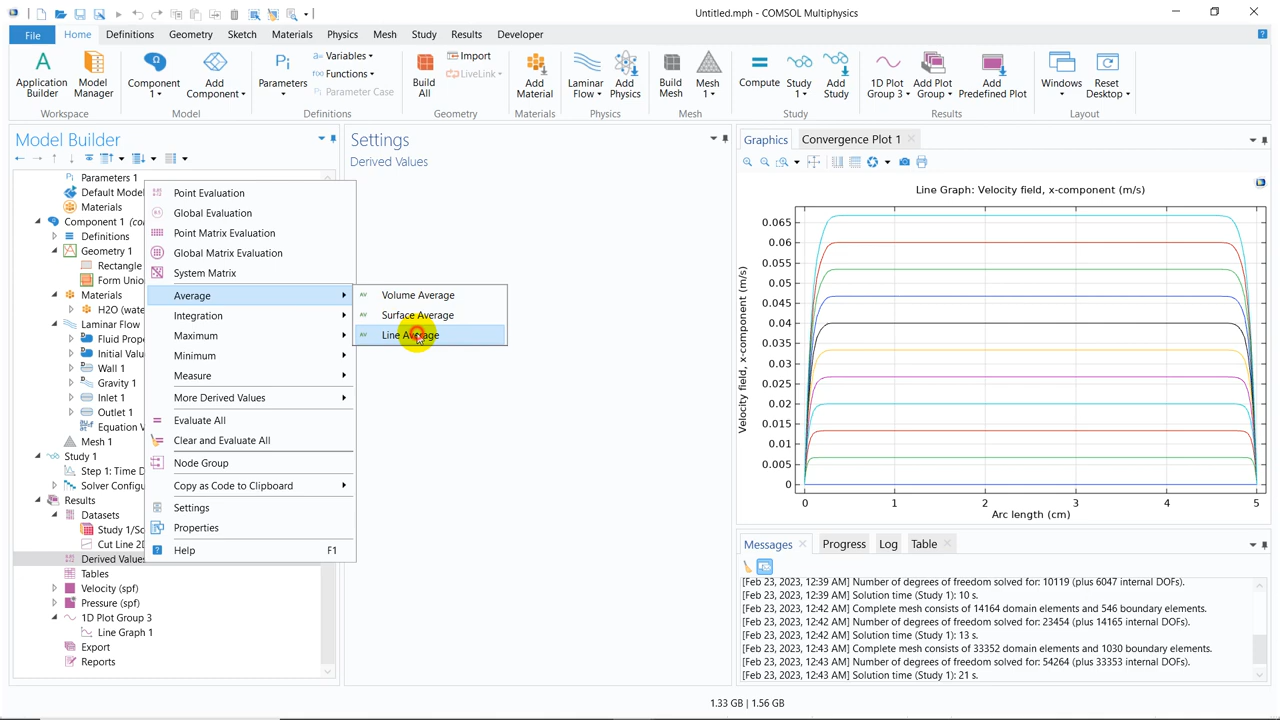 Untitled.mph - COMSOL Multiphysics
File Home Definitions Geometry Sketch Materials Physics Mesh Study Results Developer
Application Builder
Model Manager
Workspace
Component 1
Add Component
Model
Parameters
a= Variables
f(x) Functions
Pi Parameter Case
Definitions
Build All
Import
LiveLink
Geometry
Add Material
Materials
Laminar Flow
Add Physics
Physics
Build Mesh
Mesh 1
Mesh
Compute
Study 1
Add Study
Study
1D Plot Group 3
Add Plot Group
Add Predefined Plot
Results
Windows
Reset Desktop
Layout
Model Builder
Parameters 1
Default Model
Materials
Component 1 (co
Definitions
Geometry 1
Rectangle
Form Unio
Materials
H2O (wate
Laminar Flow
Fluid Prope
Initial Valu
Wall 1
Gravity 1
Inlet 1
Outlet 1
Equation V
Mesh 1
Study 1
Step 1: Time D
Solver Configu
Results
Datasets
Study 1/So
Cut Line 2D
Derived Values
Tables
Velocity (spf)
Pressure (spf)
1D Plot Group 3
Line Graph 1
Export
Reports
Point Evaluation
Global Evaluation
Point Matrix Evaluation
Global Matrix Evaluation
System Matrix
Average
Integration
Maximum
Minimum
Measure
More Derived Values
Evaluate All
Clear and Evaluate All
Node Group
Copy as Code to Clipboard
Settings
Properties
Help F1
Volume Average
Surface Average
Line Average
Settings
Derived Values
Graphics Convergence Plot 1
Line Graph: Velocity field, x-component (m/s)
Velocity field, x-component (m/s)
0.065
0.06
0.055
0.05
0.045
0.04
0.035
0.03
0.025
0.02
0.015
0.01
0.005
0
0 1 2 3 4 5
Arc length (cm)
Messages Progress Log Table
[Feb 23, 2023, 12:39 AM] Number of degrees of freedom solved for: 10119 (plus 6047 internal DOFs).
[Feb 23, 2023, 12:39 AM] Solution time (Study 1): 10 s.
[Feb 23, 2023, 12:42 AM] Complete mesh consists of 14164 domain elements and 546 boundary elements.
[Feb 23, 2023, 12:42 AM] Number of degrees of freedom solved for: 23454 (plus 14165 internal DOFs).
[Feb 23, 2023, 12:42 AM] Solution time (Study 1): 13 s.
[Feb 23, 2023, 12:43 AM] Complete mesh consists of 33352 domain elements and 1030 boundary elements.
[Feb 23, 2023, 12:43 AM] Number of degrees of freedom solved for: 54264 (plus 33353 internal DOFs).
[Feb 23, 2023, 12:43 AM] Solution time (Study 1): 21 s.
1.33 GB | 1.56 GB